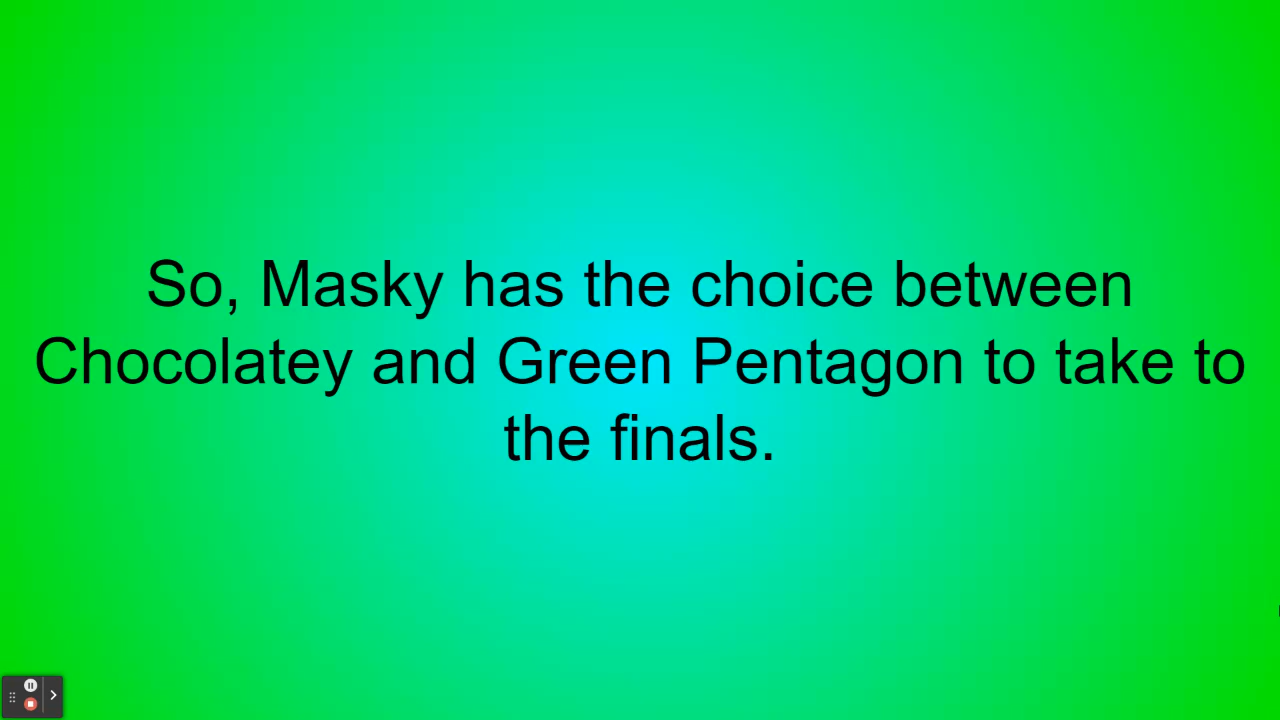 So, Masky has the choice between
Chocolatey and Green Pentagon to take to
the finals.